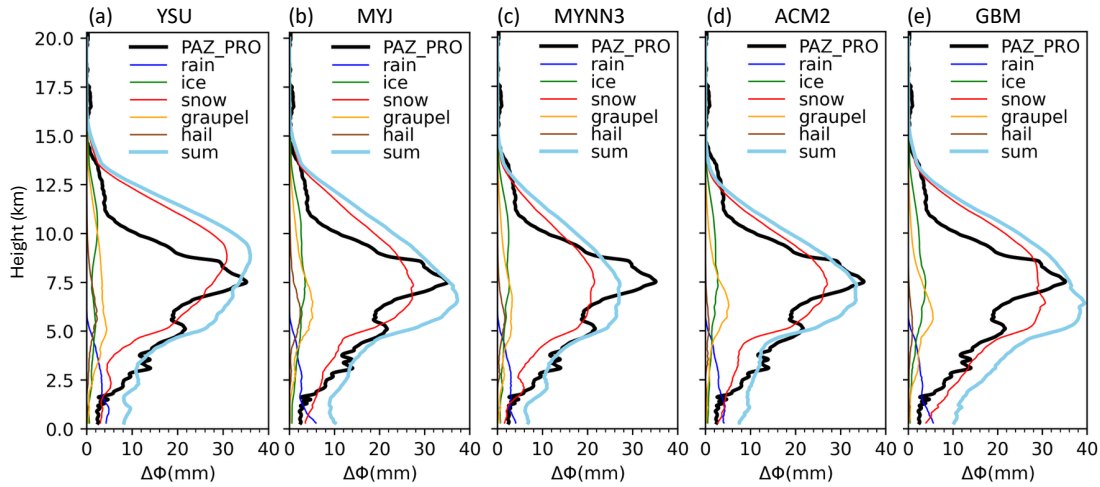 (a) YSU (b) MYJ (c) MYNN3 (d) ACM2 (e) GBM
20.0
17.5
15.0
12.5
10.0
7.5
5.0
2.5
0.0
Height (km)
PAZ_PRO
rain
ice
snow
graupel
hail
sum
PAZ_PRO
rain
ice
snow
graupel
hail
sum
PAZ_PRO
rain
ice
snow
graupel
hail
sum
PAZ_PRO
rain
ice
snow
graupel
hail
sum
PAZ_PRO
rain
ice
snow
graupel
hail
sum
0 10 20 30 40 0 10 20 30 40 0 10 20 30 40 0 10 20 30 40 0 10 20 30 40
ΔΦ(mm) ΔΦ(mm) ΔΦ(mm) ΔΦ(mm) ΔΦ(mm)